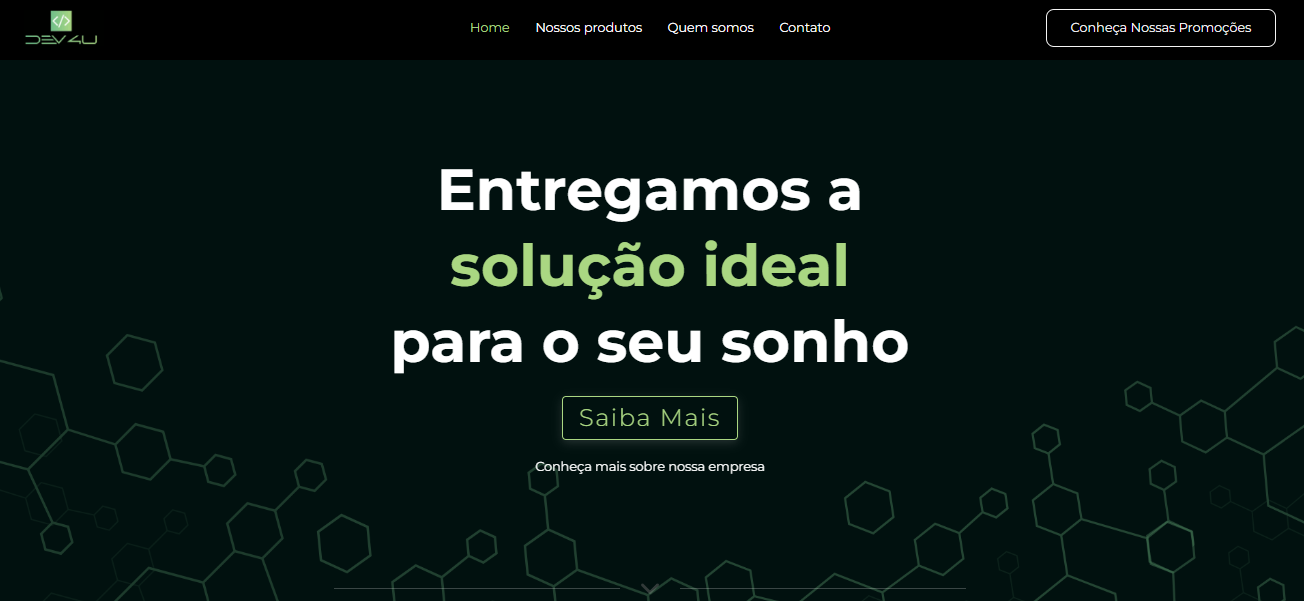 </>
DEV4U
Home
Nossos produtos
Quem somos
Contato
Conheça Nossas Promoções
Entregamos a
solução ideal
para o seu sonho
Saiba Mais
Conheça mais sobre nossa empresa